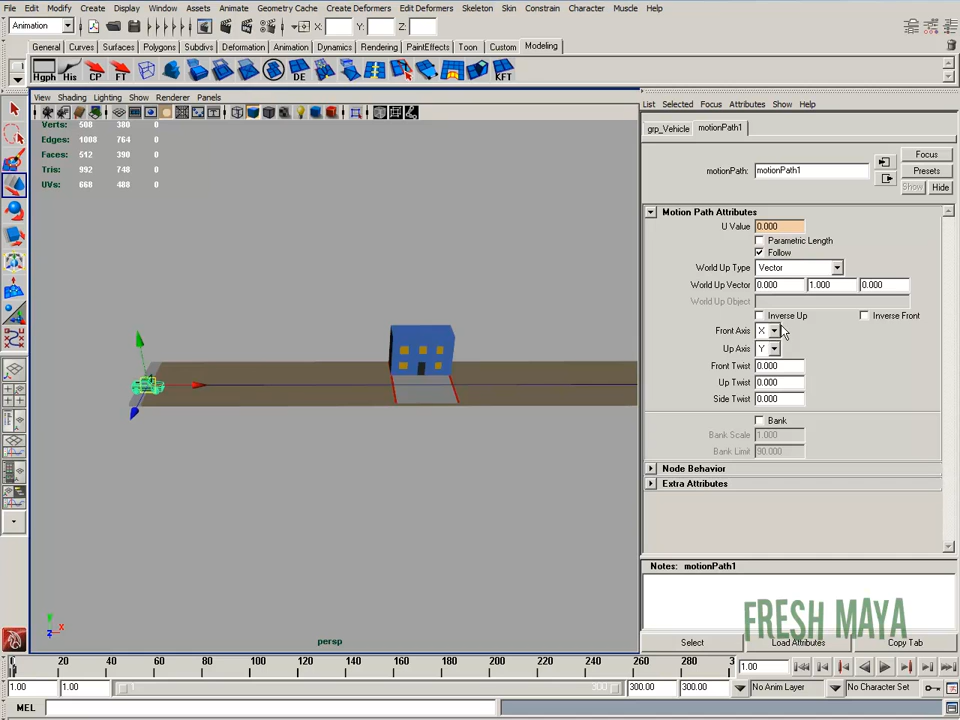 File Edit Modify Create Display Window Assets Animate Geometry Cache Create Deformers Edit Deformers Skeleton Skin Constrain Character Muscle Help
Animation X: Y: Z:
General Curves Surfaces Polygons Subdivs Deformation Animation Dynamics Rendering PaintEffects Toon Custom Modeling
Hgph His CP FT DE KFT
View Shading Lighting Show Renderer Panels
List Selected Focus Attributes Show Help
Verts: 508 380 0
Edges: 1008 764 0
Faces: 512 390 0
Tris: 992 748 0
UVs: 668 488 0
grp_Vehicle motionPath1
motionPath: motionPath1
Focus
Presets
Show Hide
Motion Path Attributes
U Value 0.000
Parametric Length
Follow
World Up Type Vector
World Up Vector 0.000 1.000 0.000
World Up Object
Inverse Up Inverse Front
Front Axis X
Up Axis Y
Front Twist 0.000
Up Twist 0.000
Side Twist 0.000
Bank
Bank Scale 1.000
Bank Limit 90.000
Node Behavior
Extra Attributes
Notes: motionPath1
FRESH MAYA
Select Load Attributes Copy Tab
y x z
persp
20 40 60 80 100 120 140 160 180 200 220 240 260 280 3
1.00
1.00 1.00 300 300.00 300.00 No Anim Layer No Character Set
MEL